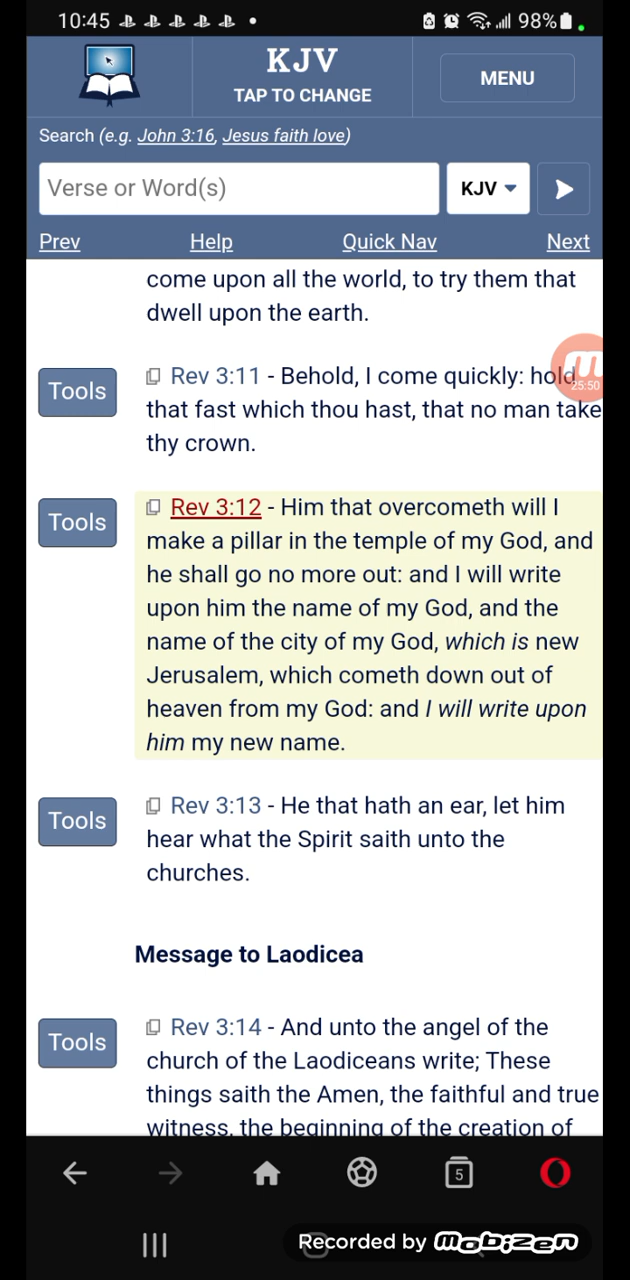 10:45
98%
KJV
TAP TO CHANGE
MENU
Search (e.g. John 3:16, Jesus faith love)
Verse or Word(s)
KJV
Prev Help Quick Nav Next
come upon all the world, to try them that
dwell upon the earth.
25:50
Tools
Rev 3:11 - Behold, I come quickly: hold
that fast which thou hast, that no man take
thy crown.
Tools
Rev 3:12 - Him that overcometh will I
make a pillar in the temple of my God, and
he shall go no more out: and I will write
upon him the name of my God, and the
name of the city of my God, which is new
Jerusalem, which cometh down out of
heaven from my God: and I will write upon
him my new name.
Tools
Rev 3:13 - He that hath an ear, let him
hear what the Spirit saith unto the
churches.
Message to Laodicea
Tools
Rev 3:14 - And unto the angel of the
church of the Laodiceans write; These
things saith the Amen, the faithful and true
witness, the beginning of the creation of
5
Recorded by mobizen